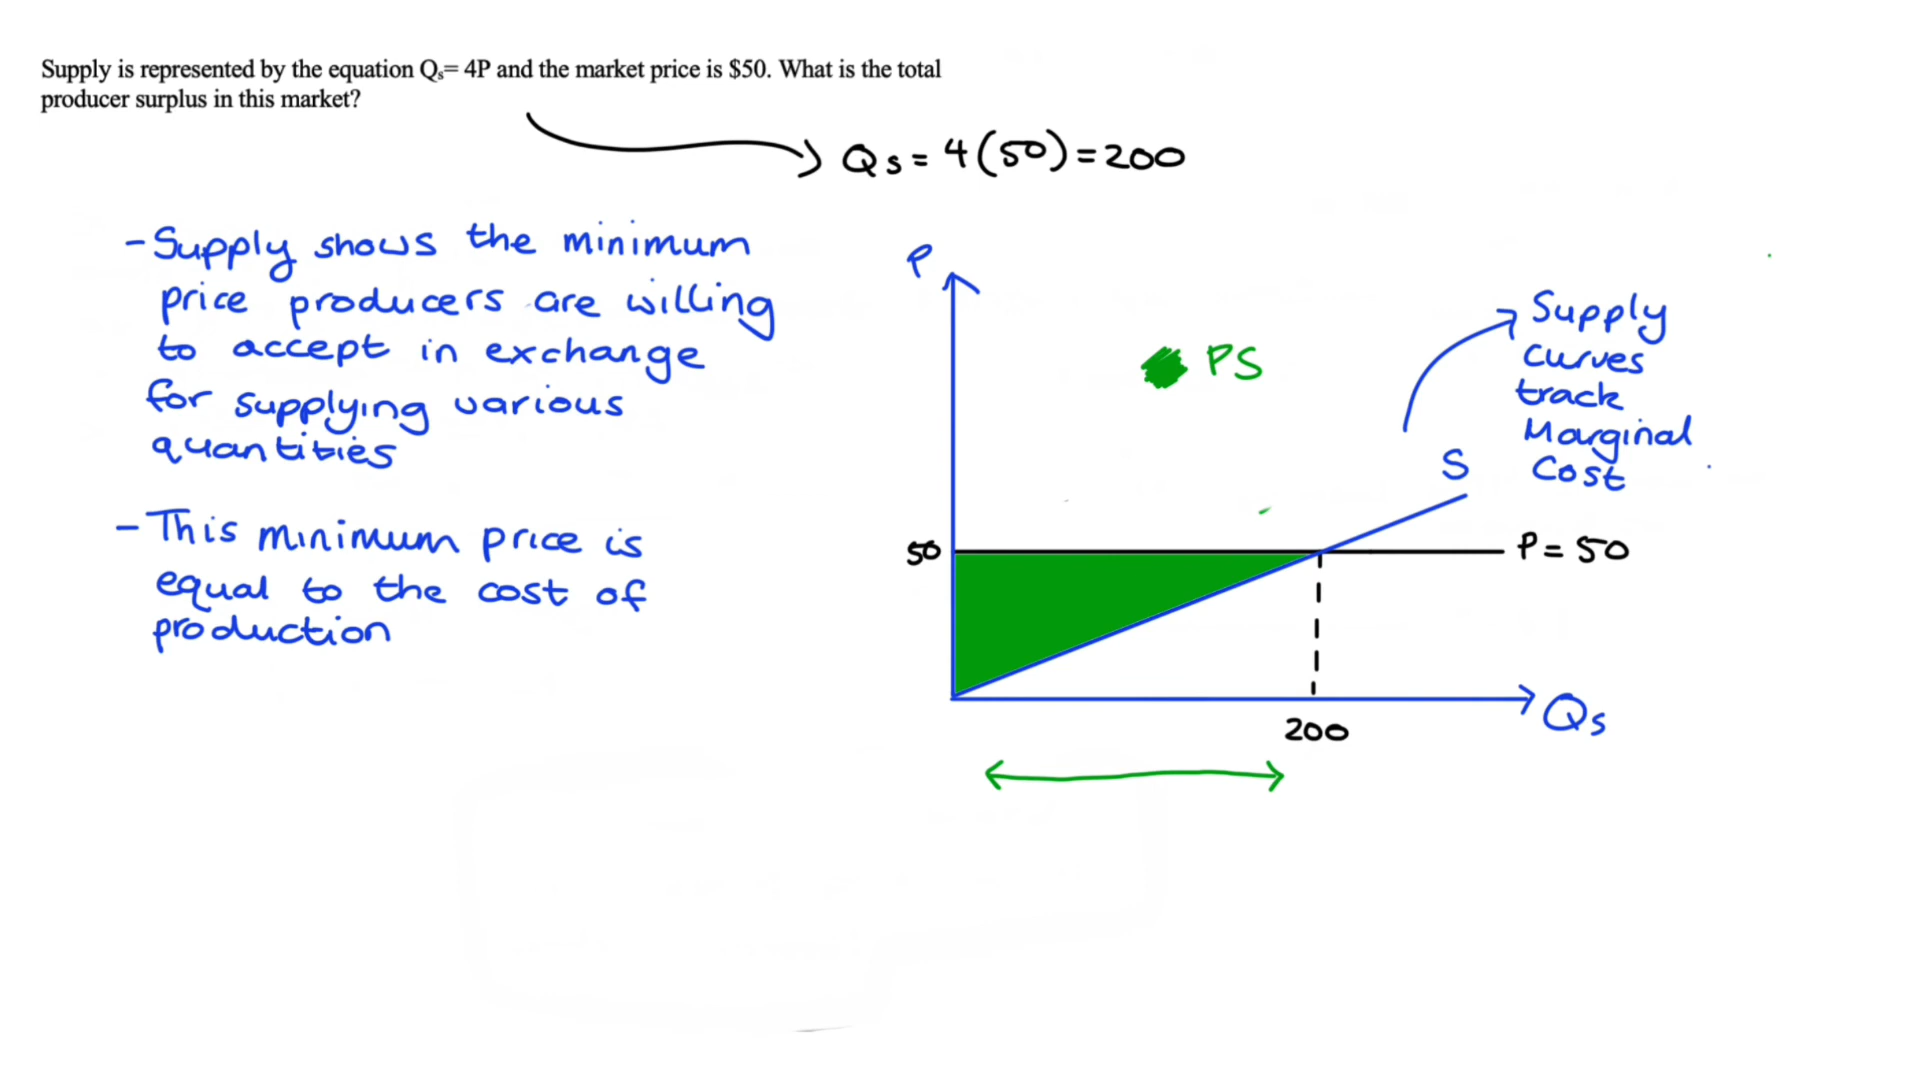 Supply is represented by the equation Qs= 4P and the market price is $50. What is the total
producer surplus in this market?
Qs = 4(50) = 200
- Supply shows the minimum
price producers are willing
to accept in exchange
for supplying various
quantities
- This minimum price is
equal to the cost of
production
P
PS
Supply
curves
track
Marginal
Cost
S
50
P = 50
200
Qs